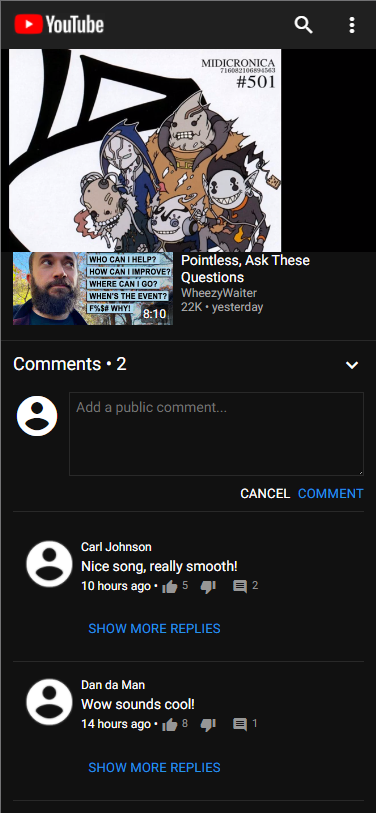 YouTube
MIDICRONICA
716082106894563
#501
WHO CAN I HELP?
HOW CAN I IMPROVE?
WHERE CAN I GO?
WHEN'S THE EVENT?
F%$# WHY!
8:10
Pointless, Ask These
Questions
WheezyWaiter
22K • yesterday
Comments • 2
Add a public comment...
CANCEL COMMENT
Carl Johnson
Nice song, really smooth!
10 hours ago • 5 2
SHOW MORE REPLIES
Dan da Man
Wow sounds cool!
14 hours ago • 8 1
SHOW MORE REPLIES